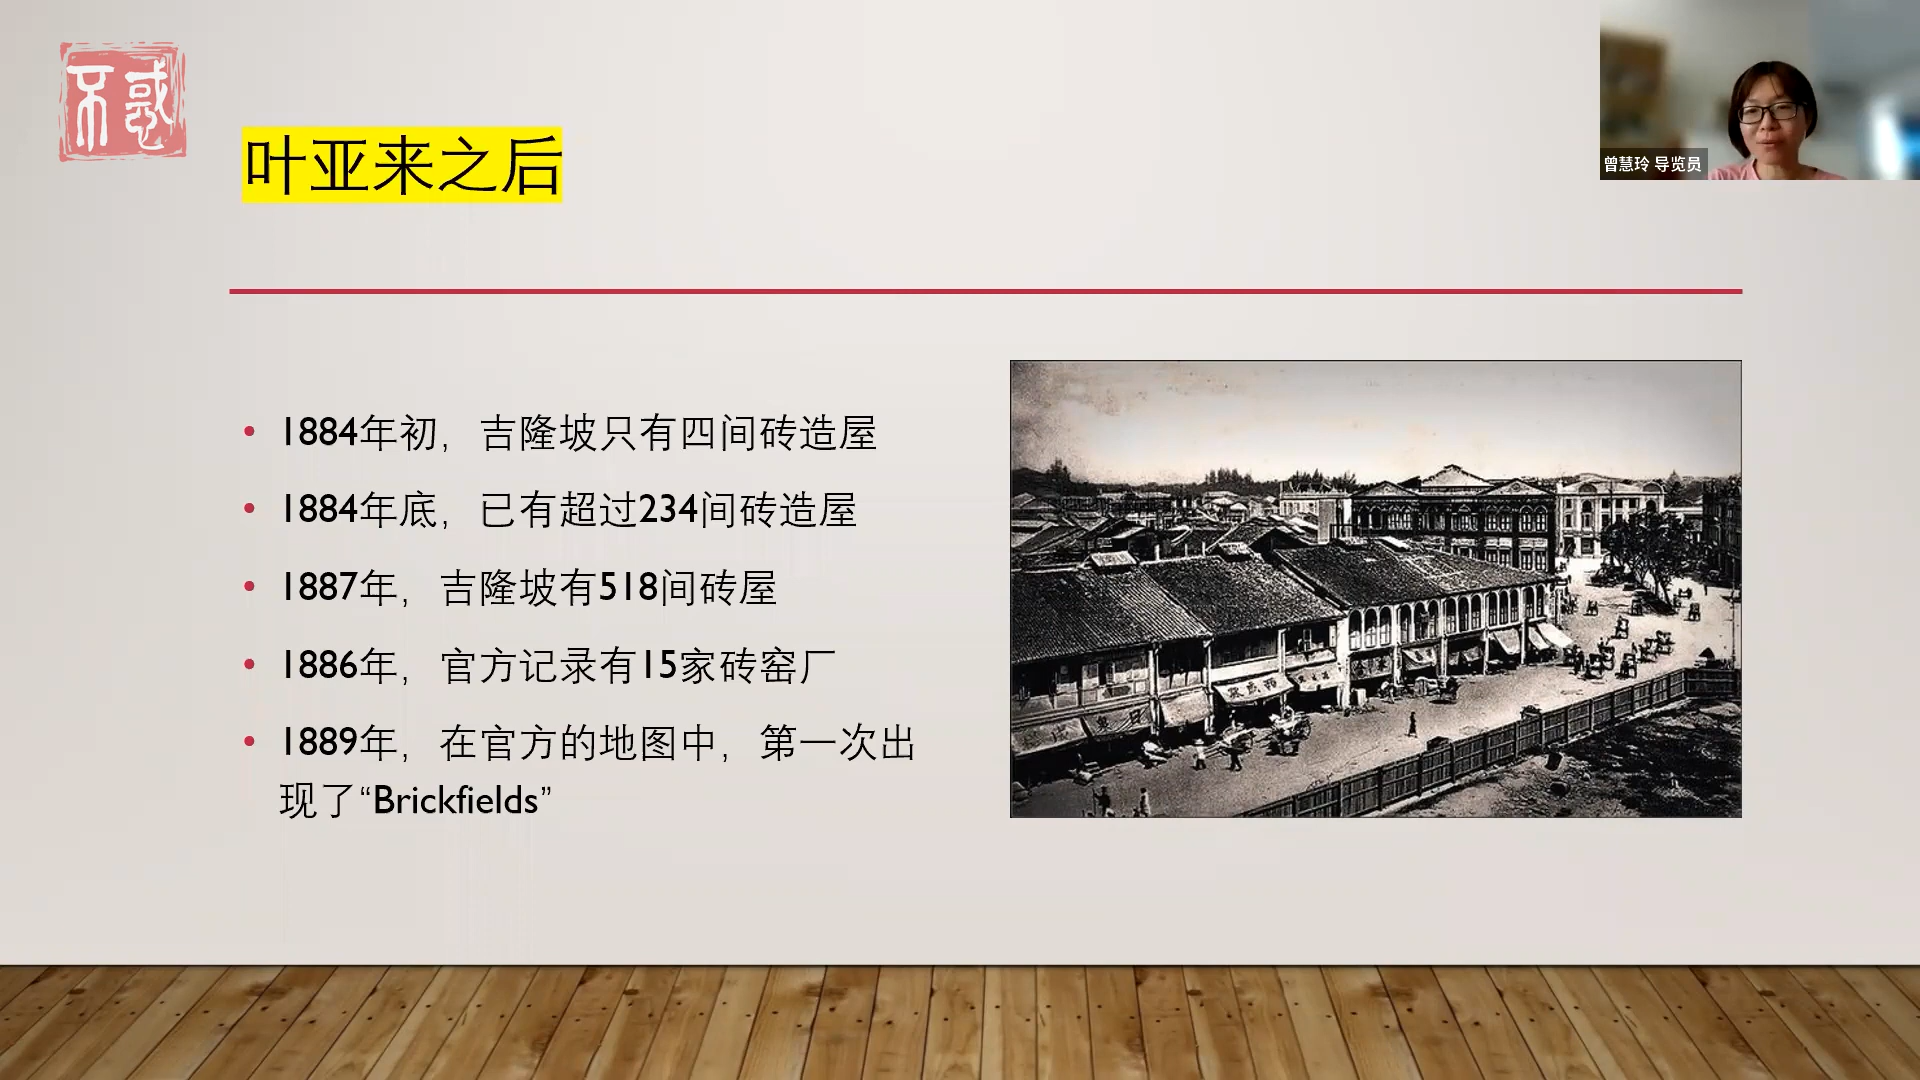 不惑
叶亚来之后
曾慧玲 导览员
1884年初，吉隆坡只有四间砖造屋
1884年底，已有超过234间砖造屋
1887年，吉隆坡有518间砖屋
1886年，官方记录有15家砖窑厂
1889年，在官方的地图中，第一次出
现了“Brickfields”